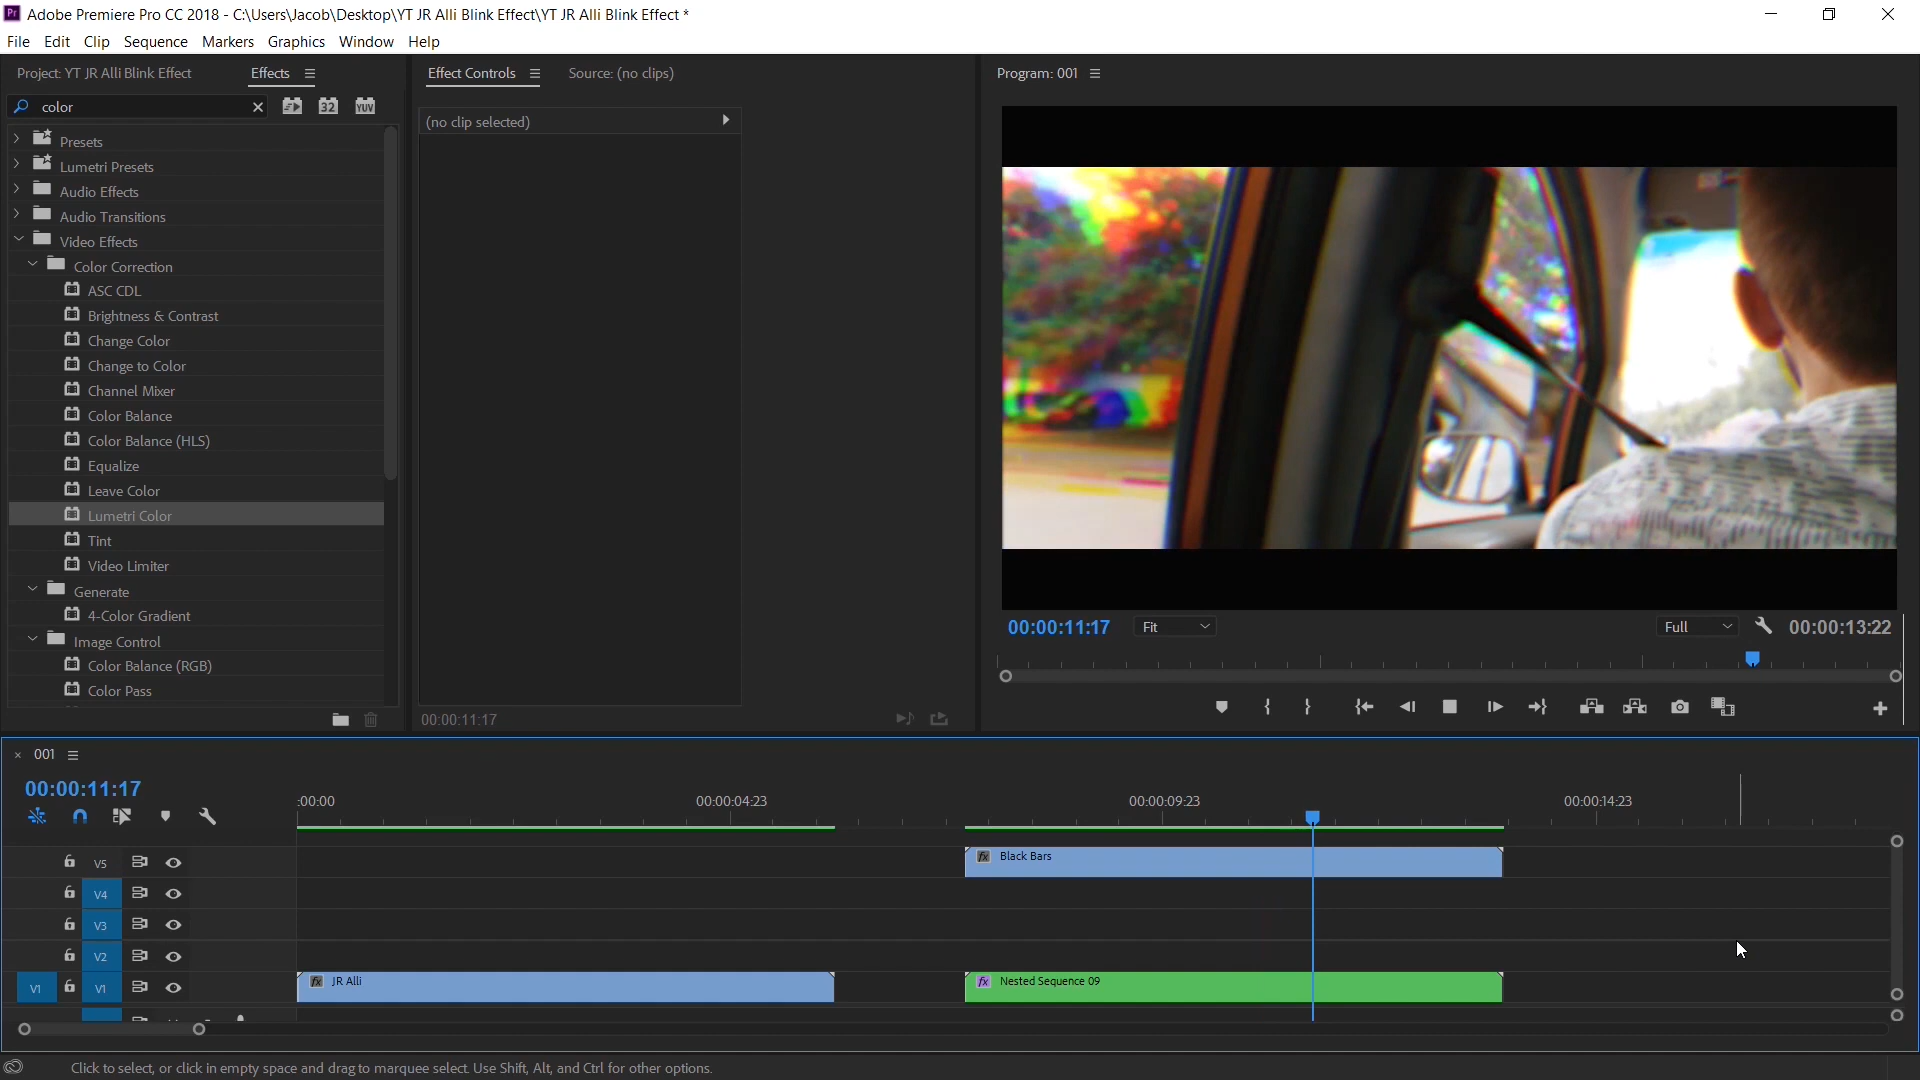 Adobe Premiere Pro CC 2018 - C:\Users\Jacob\Desktop\YT JR Alli Blink Effect\YT JR Alli Blink Effect *
File Edit Clip Sequence Markers Graphics Window Help
Project: YT JR Alli Blink Effect Effects
Effect Controls Source: (no clips)
Program: 001
color
32 YUV
(no clip selected)
Presets
Lumetri Presets
Audio Effects
Audio Transitions
Video Effects
Color Correction
ASC CDL
Brightness & Contrast
Change Color
Change to Color
Channel Mixer
Color Balance
Color Balance (HLS)
Equalize
Leave Color
Lumetri Color
Tint
Video Limiter
Generate
4-Color Gradient
Image Control
Color Balance (RGB)
Color Pass
00:00:11:17
00:00:11:17 Fit Full 00:00:13:22
001
00:00:11:17
:00:00 00:00:04:23 00:00:09:23 00:00:14:23
V5 fx Black Bars
V4
V3
V2
V1 V1 fx JR Alli fx Nested Sequence 09
Click to select, or click in empty space and drag to marquee select. Use Shift, Alt, and Ctrl for other options.